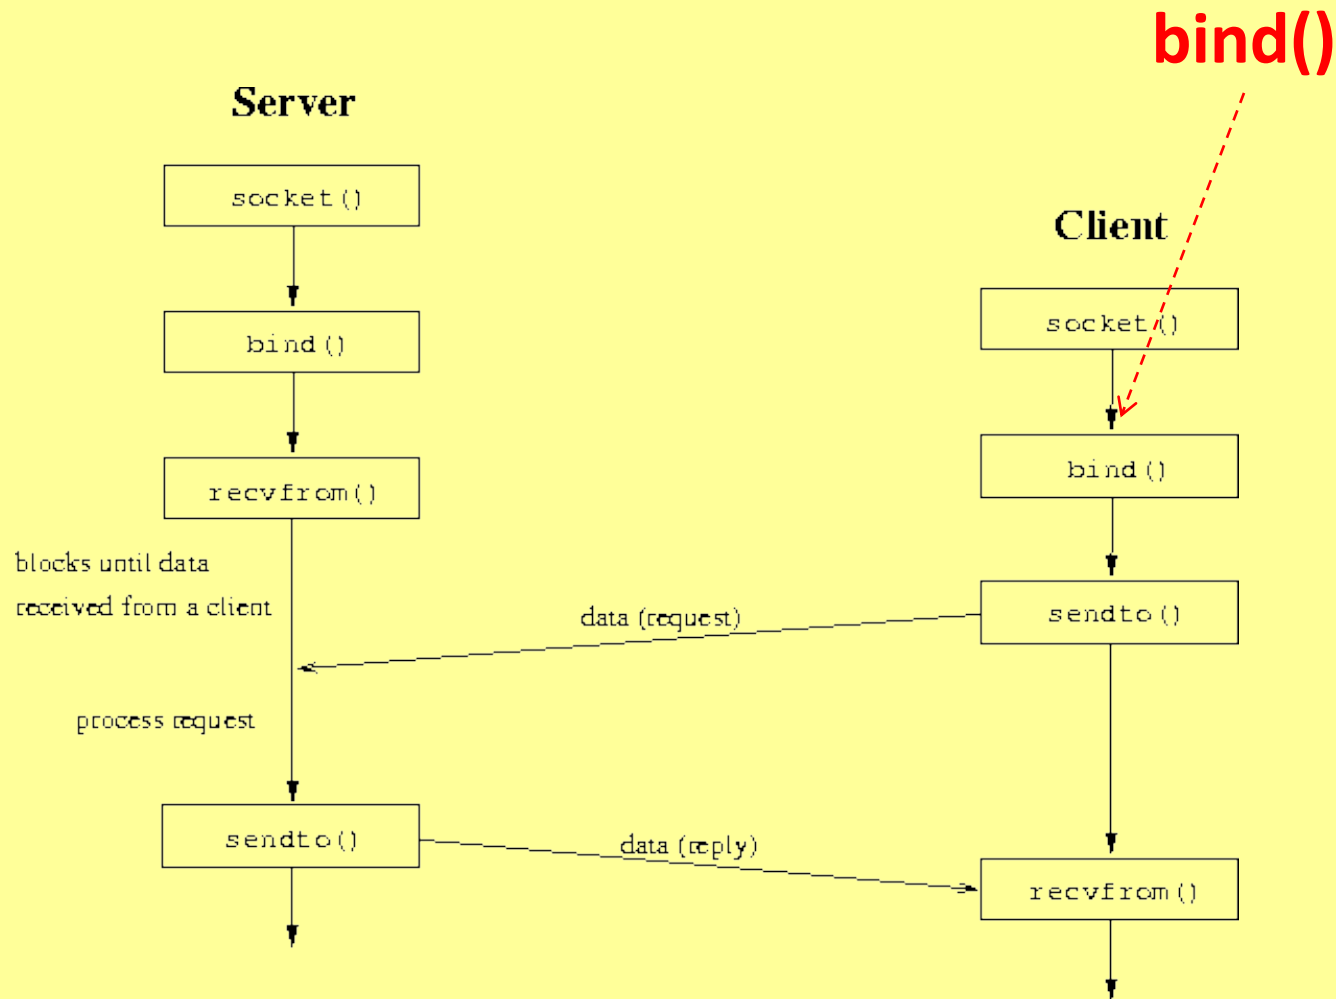 bind()
Server
socket()
bind()
recvfrom()
blocks until data
received from a client
process request
sendto()
data (request)
data (reply)
Client
socket()
bind()
sendto()
recvfrom()